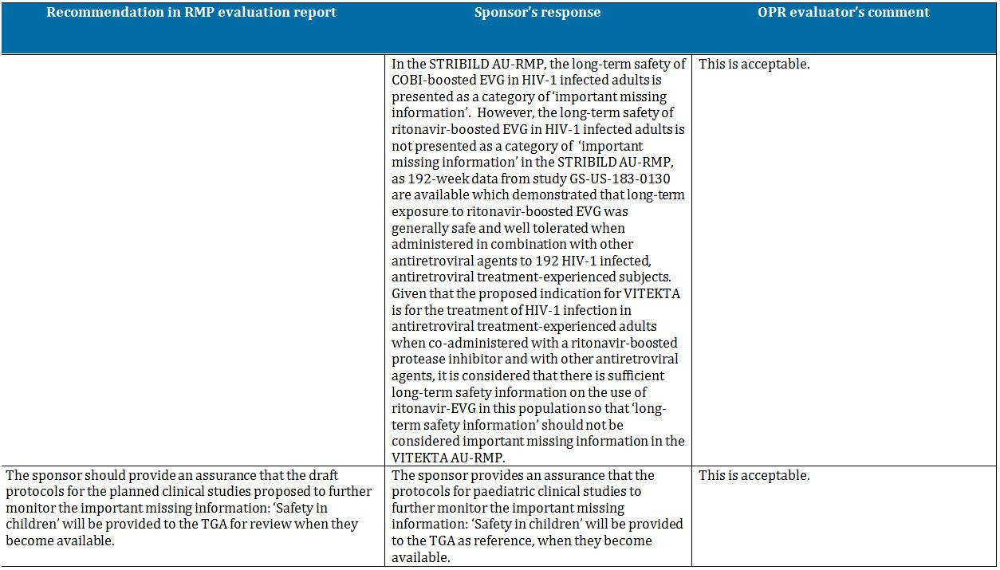 Recommendation in RMP evaluation report
Sponsor's response
OPR evaluator's comment
In the STRIBILD AU-RMP, the long-term safety of
COBI-boosted EVG in HIV-1 infected adults is
presented as a category of 'important missing
information'.  However, the long-term safety of
ritonavir-boosted EVG in HIV-1 infected adults is
not presented as a category of  'important
missing information' in the STRIBILD AU-RMP,
as 192-week data from study GS-US-183-0130
are available which demonstrated that long-term
exposure to ritonavir-boosted EVG was
generally safe and well tolerated when
administered in combination with other
antiretroviral agents to 192 HIV-1 infected,
antiretroviral treatment-experienced subjects.
Given that the proposed indication for VITEKTA
is for the treatment of HIV-1 infection in
antiretroviral treatment-experienced adults
when co-administered with a ritonavir-boosted
protease inhibitor and with other antiretroviral
agents, it is considered that there is sufficient
long-term safety information on the use of
ritonavir-EVG in this population so that 'long-
term safety information' should not be
considered important missing information in the
VITEKTA AU-RMP.
This is acceptable.
The sponsor should provide an assurance that the draft
protocols for the planned clinical studies proposed to further
monitor the important missing information: 'Safety in
children' will be provided to the TGA for review when they
become available.
The sponsor provides an assurance that the
protocols for paediatric clinical studies to
further monitor the important missing
information: 'Safety in children' will be provided
to the TGA as reference, when they become
available.
This is acceptable.